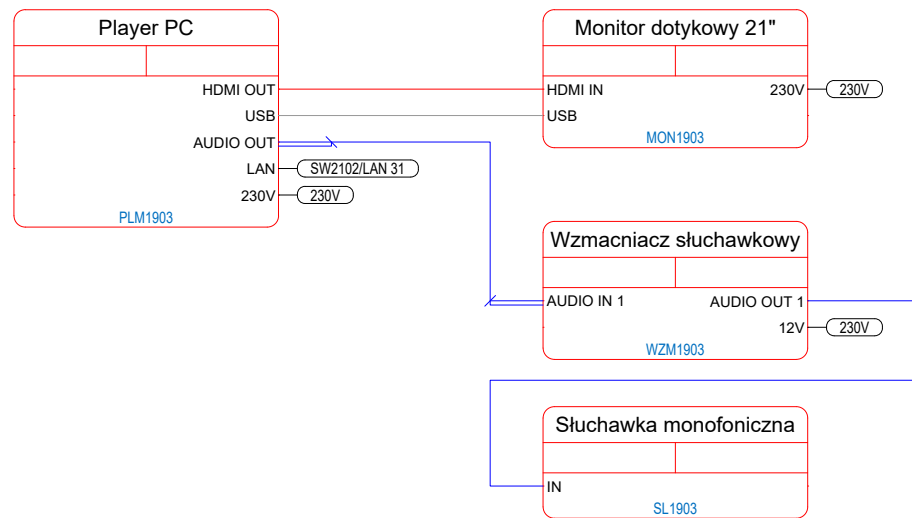 Player PC
HDMI OUT
USB
AUDIO OUT
LAN
SW2102/LAN 31
230V
230V
PLM1903
Monitor dotykowy 21"
HDMI IN
230V
230V
USB
MON1903
Wzmacniacz słuchawkowy
AUDIO IN 1
AUDIO OUT 1
12V
230V
WZM1903
Słuchawka monofoniczna
IN
SL1903